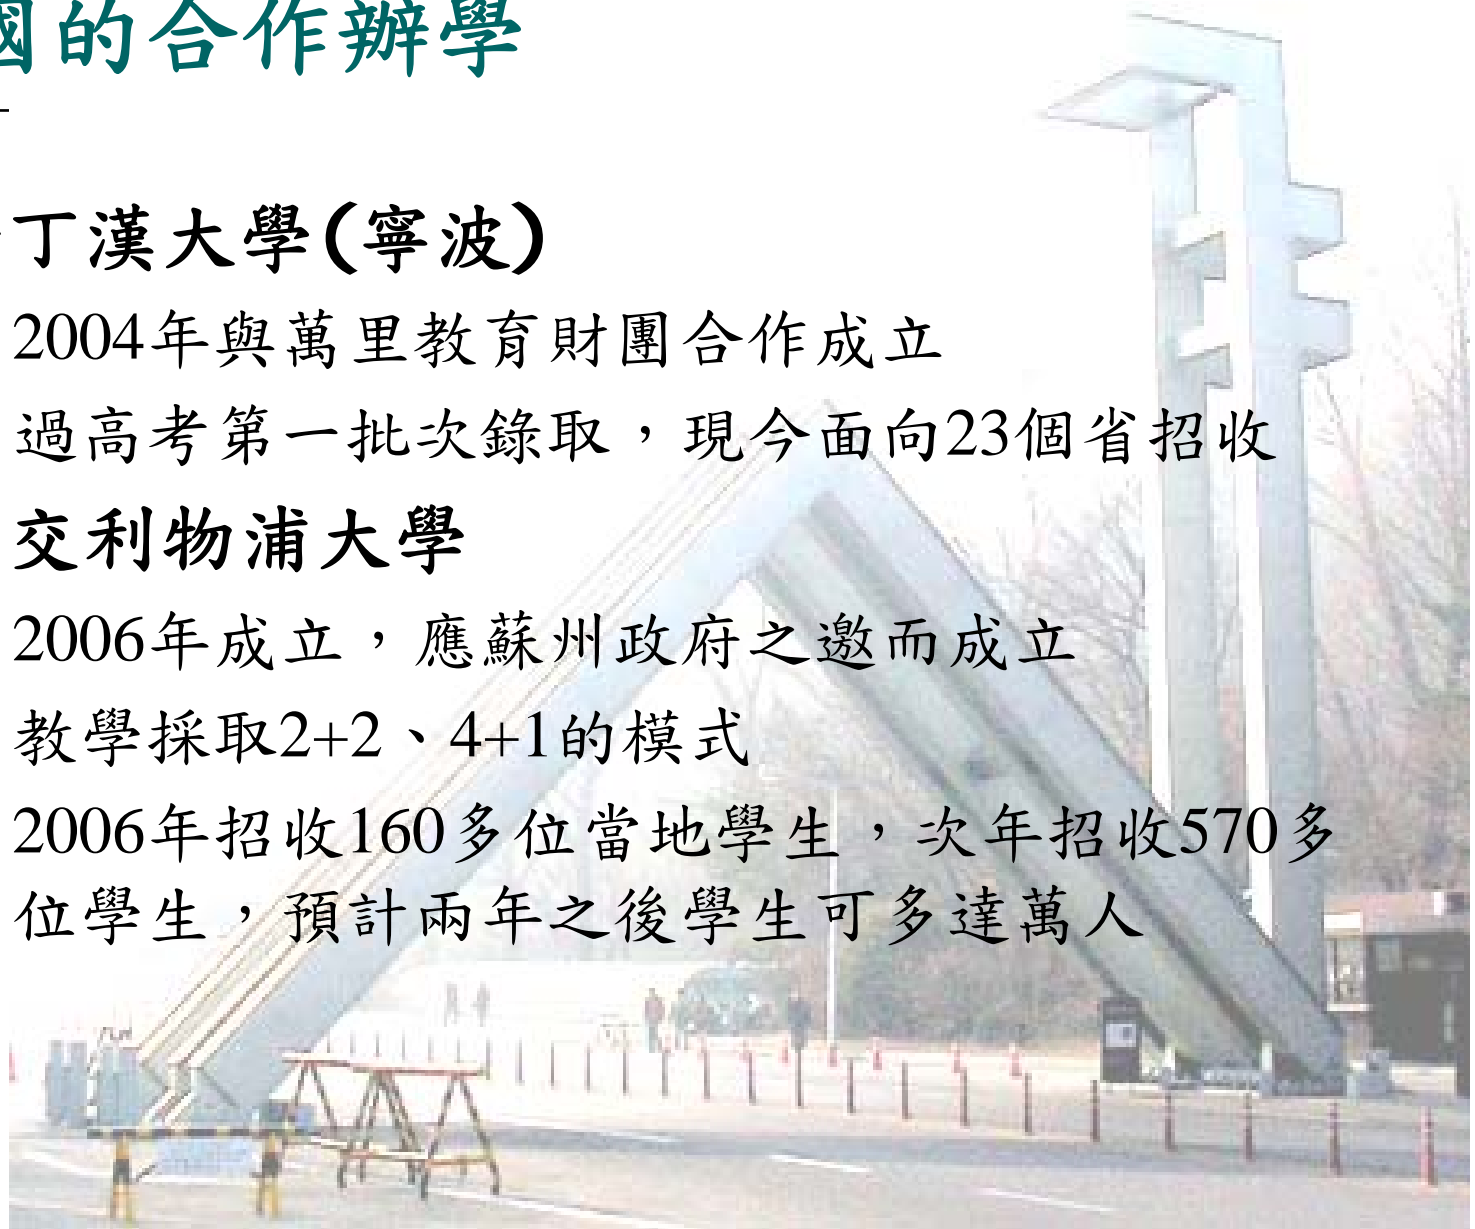 國的合作辦學
丁漢大學(寧波)
2004年與萬里教育財團合作成立
過高考第一批次錄取，現今面向23個省招收
交利物浦大學
2006年成立，應蘇州政府之邀而成立
教學採取2+2、4+1的模式
2006年招收160多位當地學生，次年招收570多
位學生，預計兩年之後學生可多達萬人